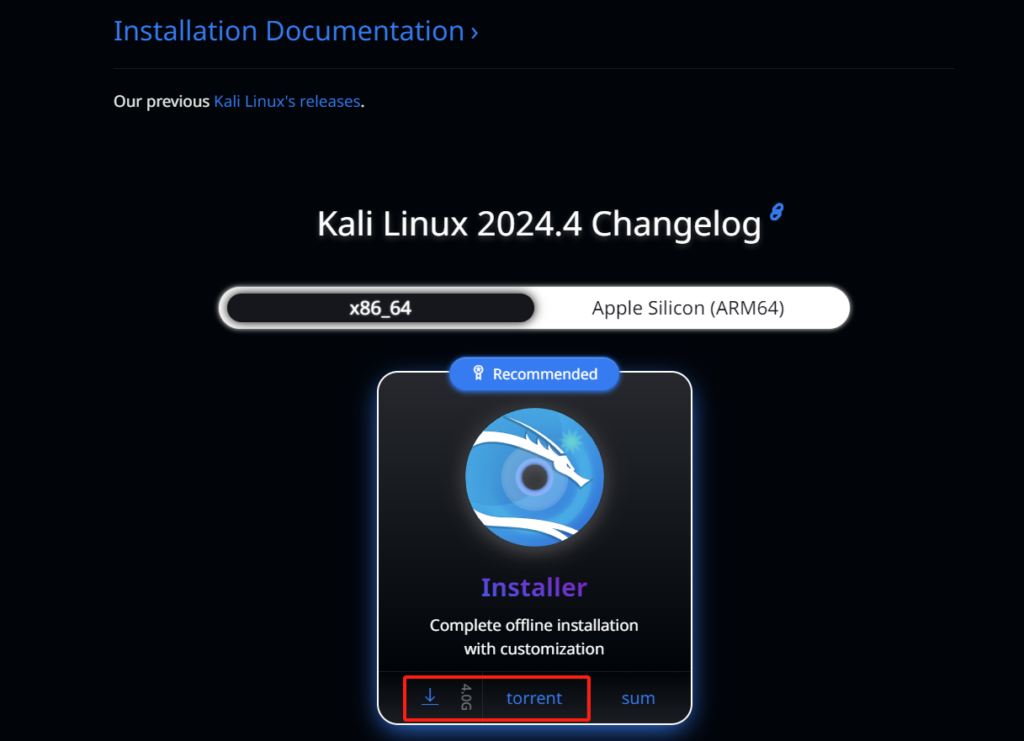 Installation Documentation ›
Our previous Kali Linux's releases.
Kali Linux 2024.4 Changelog
x86_64
Apple Silicon (ARM64)
Recommended
Installer
Complete offline installation
with customization
4.0G
torrent
sum